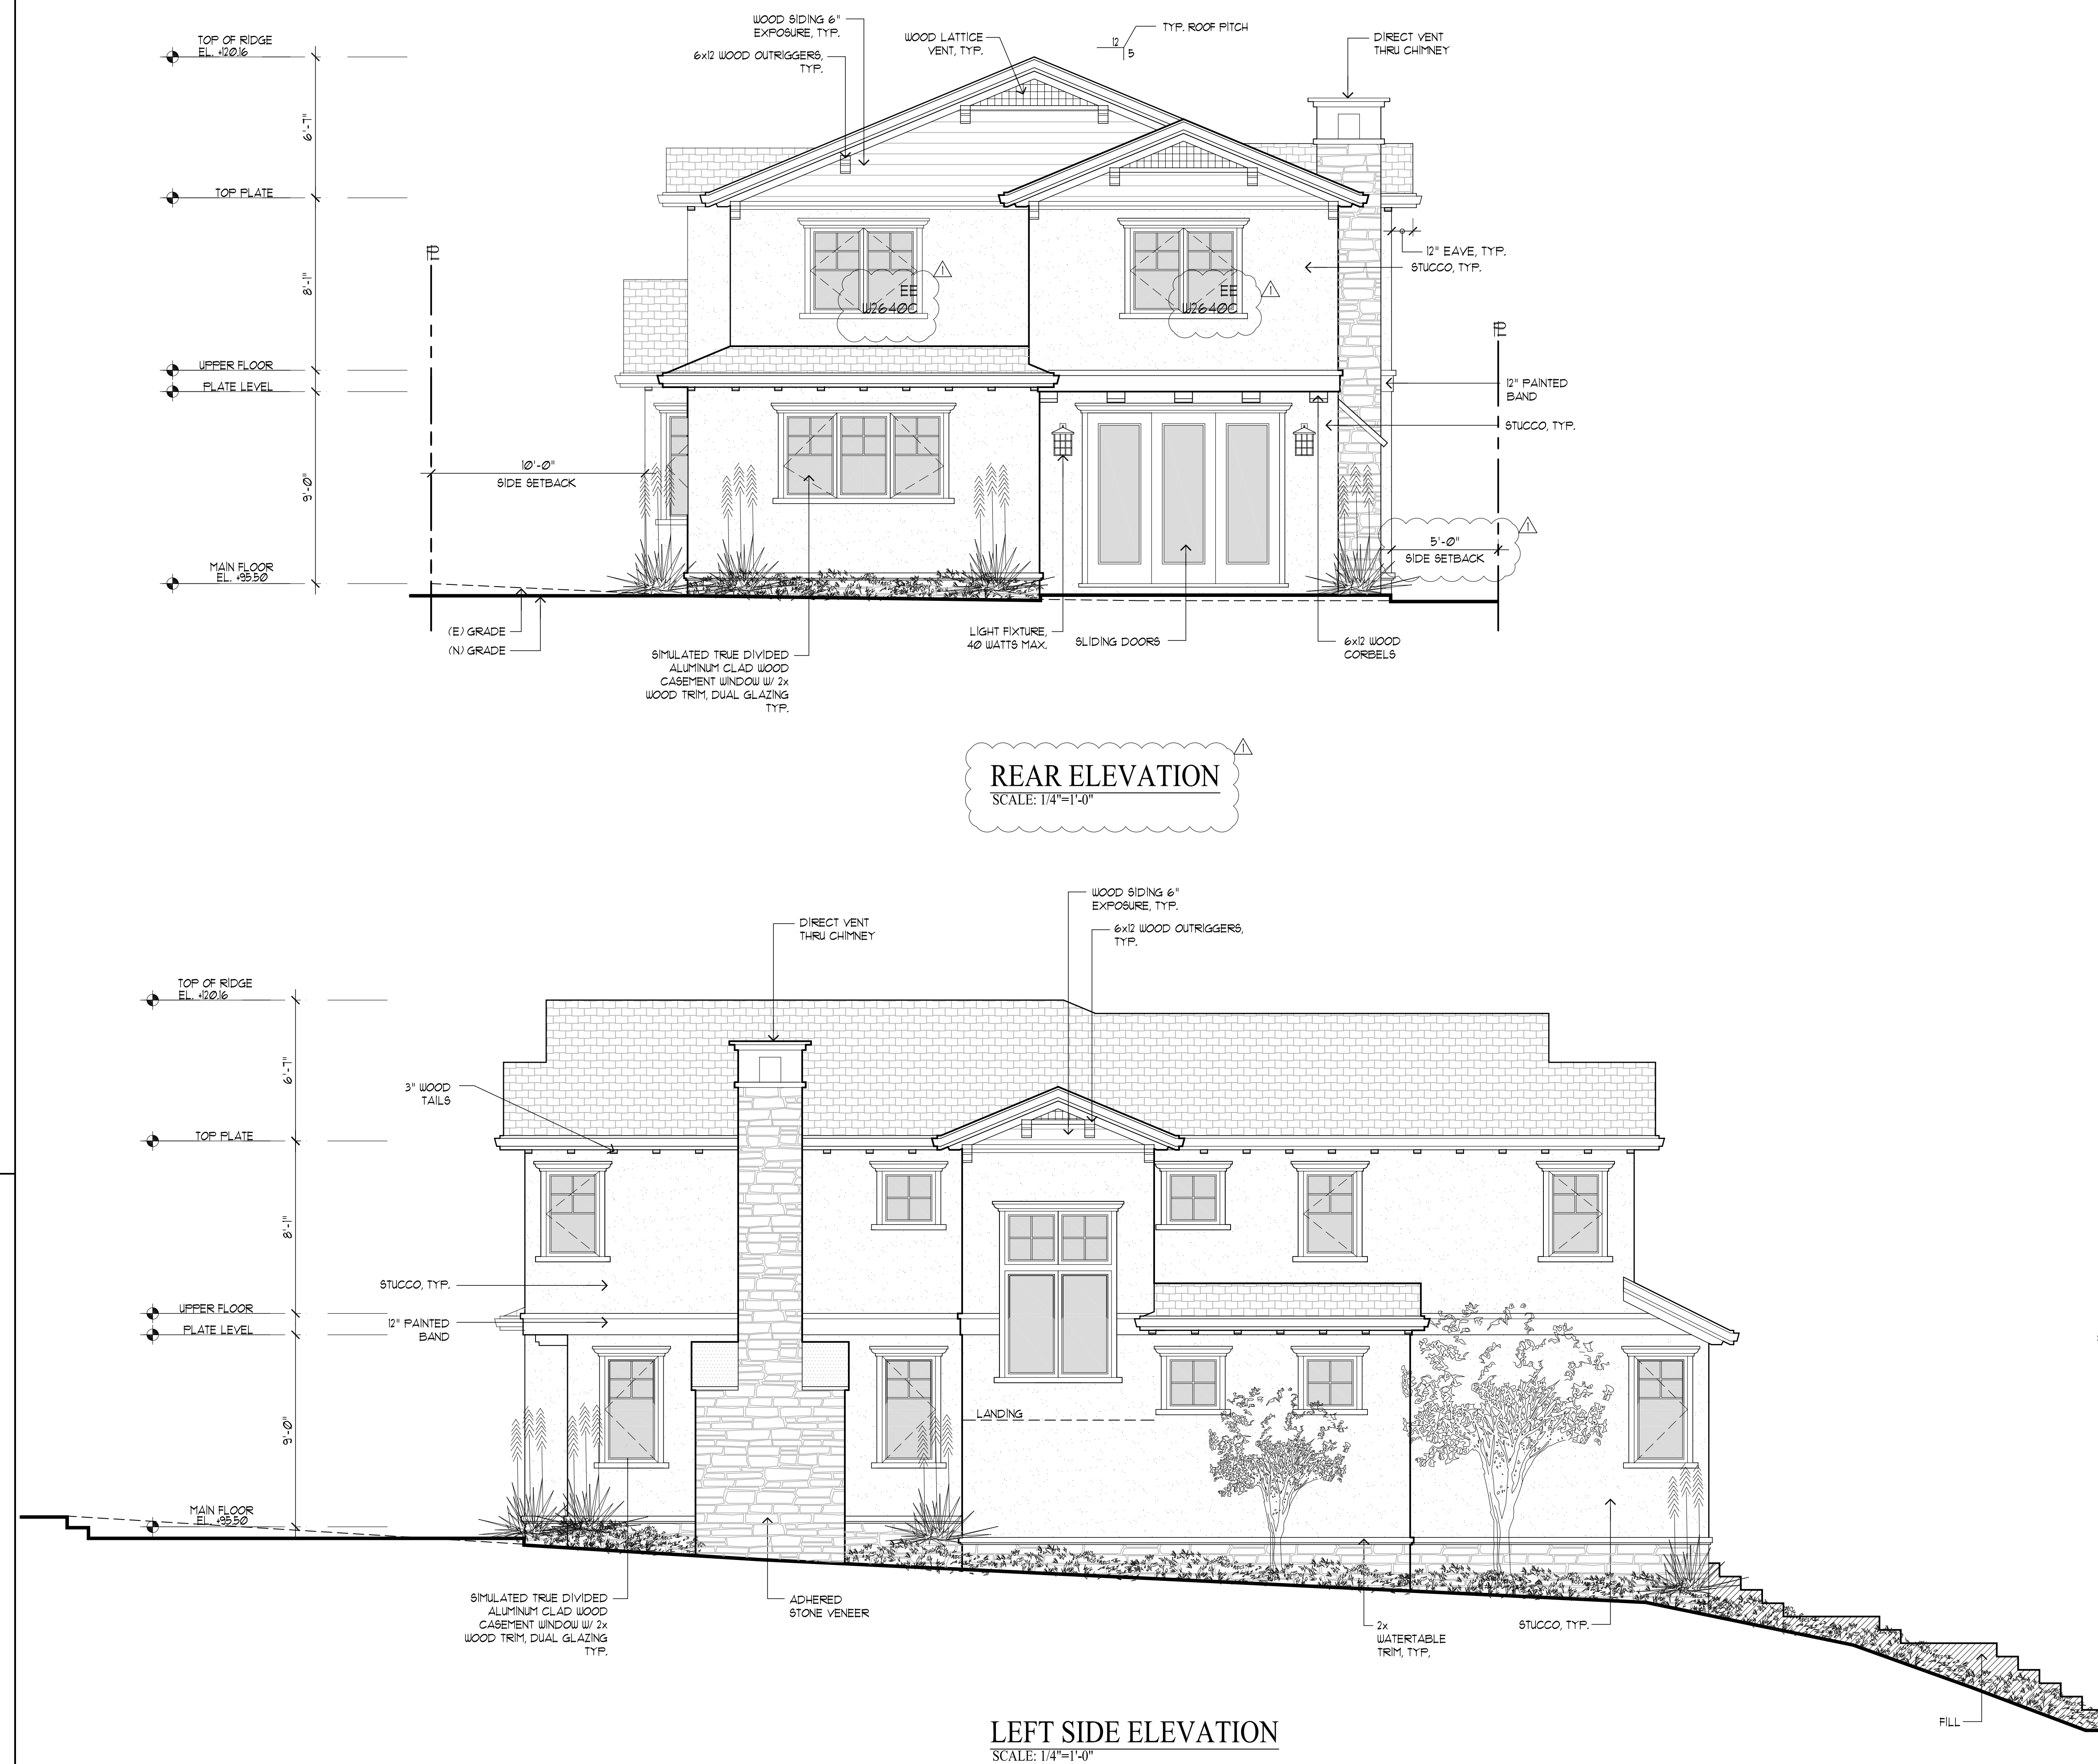 WOOD SIDING 6"
EXPOSURE, TYP.
6x12 WOOD OUTRIGGERS,
TYP.
WOOD LATTICE
VENT, TYP.
12
5
TYP. ROOF PITCH
DIRECT VENT
THRU CHIMNEY
TOP OF RIDGE
EL. +120.16
6'-7"
TOP PLATE
8'-1"
UPPER FLOOR
PLATE LEVEL
9'-0"
MAIN FLOOR
EL. +95.50
PL
10'-0"
SIDE SETBACK
EE
W2640C
1
EE
W2640C
1
12" EAVE, TYP.
STUCCO, TYP.
PL
12" PAINTED
BAND
STUCCO, TYP.
5'-0"
SIDE SETBACK
1
(E) GRADE
(N) GRADE
SIMULATED TRUE DIVIDED
ALUMINUM CLAD WOOD
CASEMENT WINDOW W/ 2x
WOOD TRIM, DUAL GLAZING
TYP.
LIGHT FIXTURE,
40 WATTS MAX.
SLIDING DOORS
6x12 WOOD
CORBELS
REAR ELEVATION
SCALE: 1/4"=1'-0"
1
WOOD SIDING 6"
EXPOSURE, TYP.
6x12 WOOD OUTRIGGERS,
TYP.
DIRECT VENT
THRU CHIMNEY
TOP OF RIDGE
EL. +120.16
6'-7"
3" WOOD
TAILS
TOP PLATE
8'-1"
STUCCO, TYP.
UPPER FLOOR
12" PAINTED
BAND
PLATE LEVEL
9'-0"
LANDING
MAIN FLOOR
EL. +95.50
SIMULATED TRUE DIVIDED
ALUMINUM CLAD WOOD
CASEMENT WINDOW W/ 2x
WOOD TRIM, DUAL GLAZING
TYP.
ADHERED
STONE VENEER
2x
WATERTABLE
TRIM, TYP,
STUCCO, TYP.
FILL
LEFT SIDE ELEVATION
SCALE: 1/4"=1'-0"